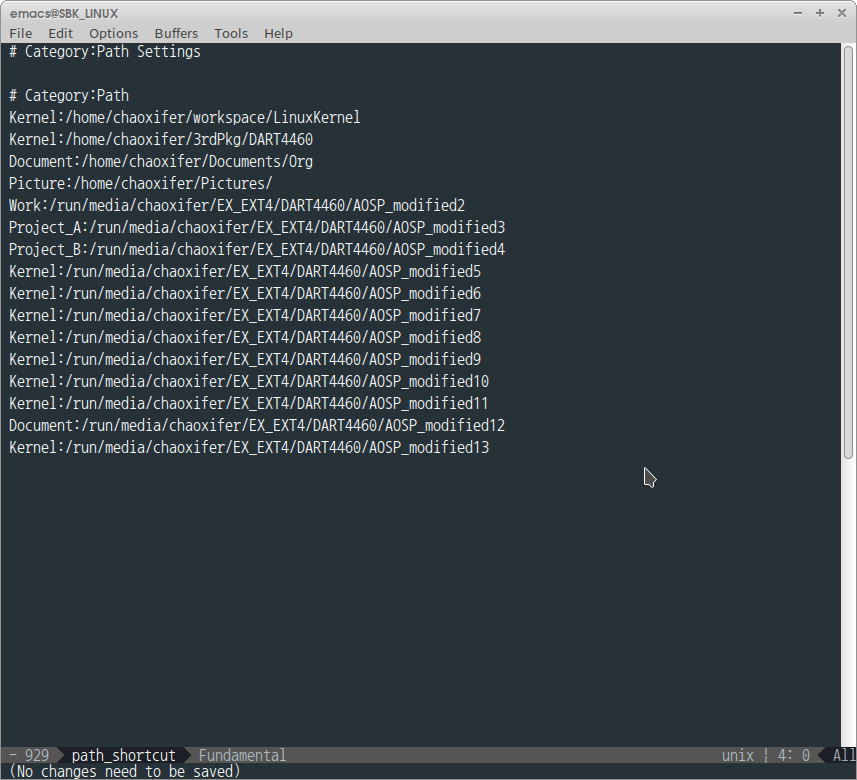 emacs@SBK_LINUX
File Edit Options Buffers Tools Help
# Category:Path Settings
# Category:Path
Kernel:/home/chaoxifer/workspace/LinuxKernel
Kernel:/home/chaoxifer/3rdPkg/DART4460
Document:/home/chaoxifer/Documents/Org
Picture:/home/chaoxifer/Pictures/
Work:/run/media/chaoxifer/EX_EXT4/DART4460/AOSP_modified2
Project_A:/run/media/chaoxifer/EX_EXT4/DART4460/AOSP_modified3
Project_B:/run/media/chaoxifer/EX_EXT4/DART4460/AOSP_modified4
Kernel:/run/media/chaoxifer/EX_EXT4/DART4460/AOSP_modified5
Kernel:/run/media/chaoxifer/EX_EXT4/DART4460/AOSP_modified6
Kernel:/run/media/chaoxifer/EX_EXT4/DART4460/AOSP_modified7
Kernel:/run/media/chaoxifer/EX_EXT4/DART4460/AOSP_modified8
Kernel:/run/media/chaoxifer/EX_EXT4/DART4460/AOSP_modified9
Kernel:/run/media/chaoxifer/EX_EXT4/DART4460/AOSP_modified10
Kernel:/run/media/chaoxifer/EX_EXT4/DART4460/AOSP_modified11
Document:/run/media/chaoxifer/EX_EXT4/DART4460/AOSP_modified12
Kernel:/run/media/chaoxifer/EX_EXT4/DART4460/AOSP_modified13
- 929 path_shortcut Fundamental unix | 4: 0 All
(No changes need to be saved)